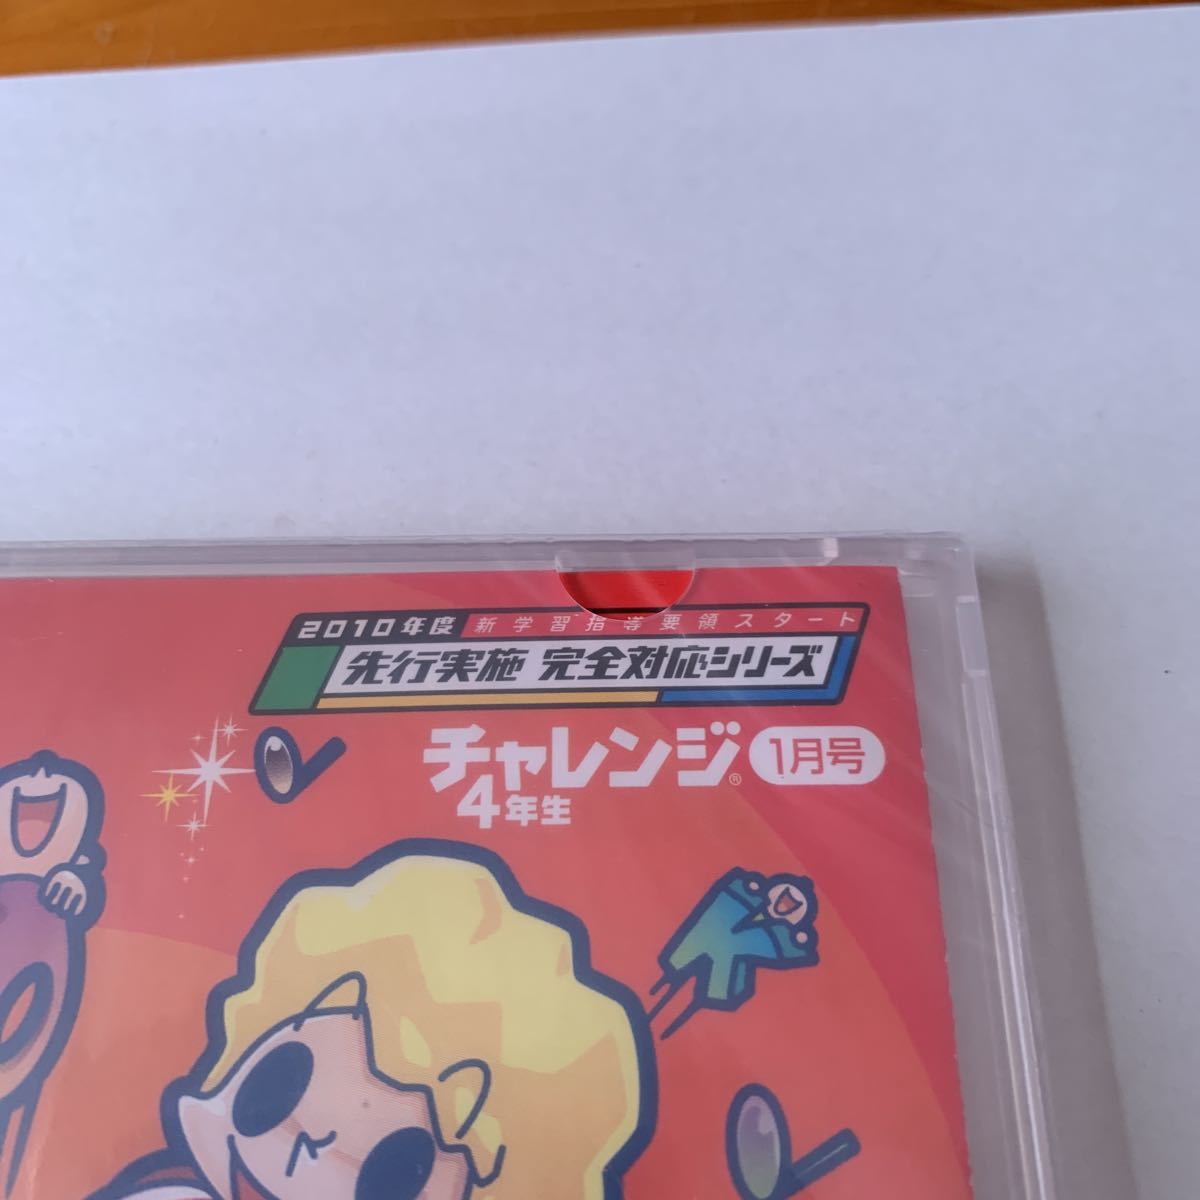 2010年度 新学習指導要領スタート
先行実施 完全対応シリーズ
チャレンジ® 1月号
4年生